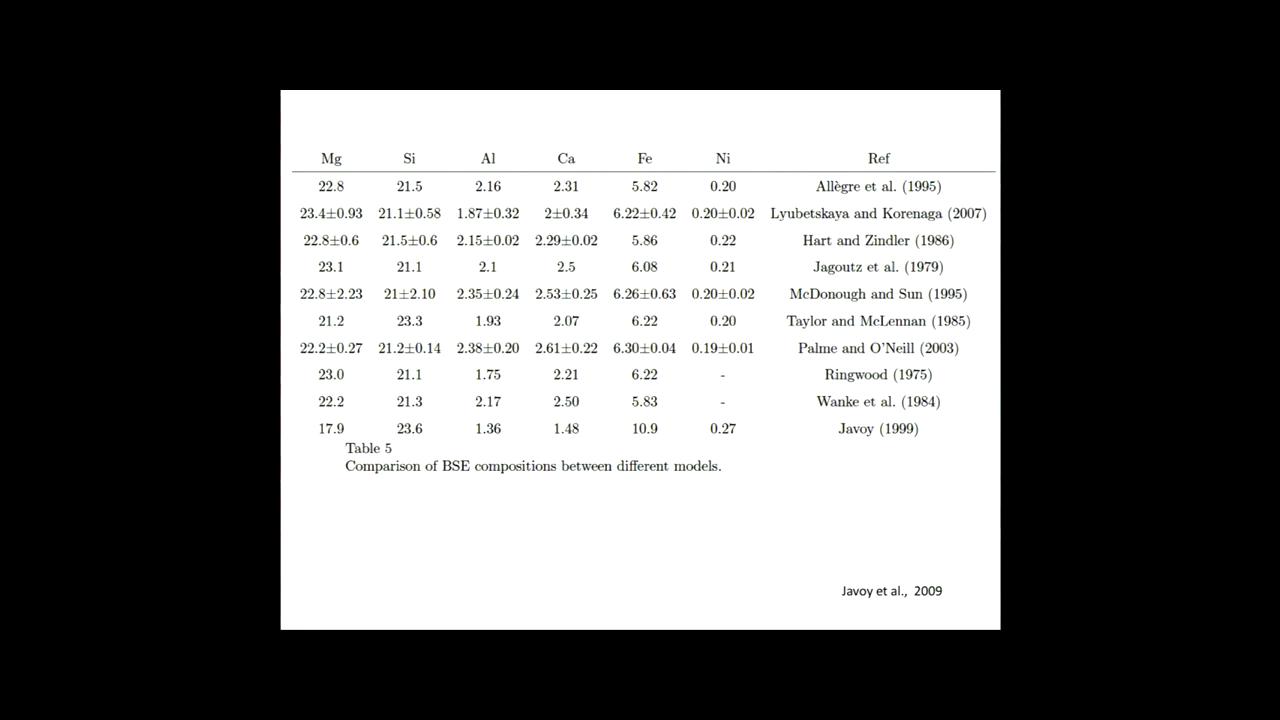 Mg Si Al Ca Fe Ni Ref
22.8 21.5 2.16 2.31 5.82 0.20 Allègre et al. (1995)
23.4±0.93 21.1±0.58 1.87±0.32 2±0.34 6.22±0.42 0.20±0.02 Lyubetskaya and Korenaga (2007)
22.8±0.6 21.5±0.6 2.15±0.02 2.29±0.02 5.86 0.22 Hart and Zindler (1986)
23.1 21.1 2.1 2.5 6.08 0.21 Jagoutz et al. (1979)
22.8±2.23 21±2.10 2.35±0.24 2.53±0.25 6.26±0.63 0.20±0.02 McDonough and Sun (1995)
21.2 23.3 1.93 2.07 6.22 0.20 Taylor and McLennan (1985)
22.2±0.27 21.2±0.14 2.38±0.20 2.61±0.22 6.30±0.04 0.19±0.01 Palme and O'Neill (2003)
23.0 21.1 1.75 2.21 6.22 - Ringwood (1975)
22.2 21.3 2.17 2.50 5.83 - Wanke et al. (1984)
17.9 23.6 1.36 1.48 10.9 0.27 Javoy (1999)
Table 5
Comparison of BSE compositions between different models.
Javoy et al., 2009